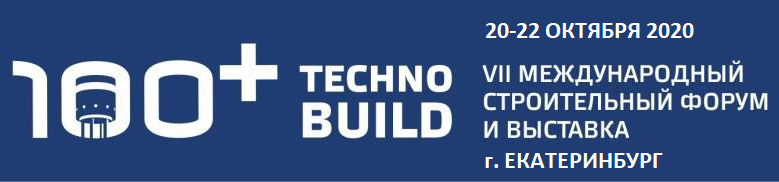 100+ TECHNO
BUILD
20-22 ОКТЯБРЯ 2020
VII МЕЖДУНАРОДНЫЙ
СТРОИТЕЛЬНЫЙ ФОРУМ
И ВЫСТАВКА
г. ЕКАТЕРИНБУРГ